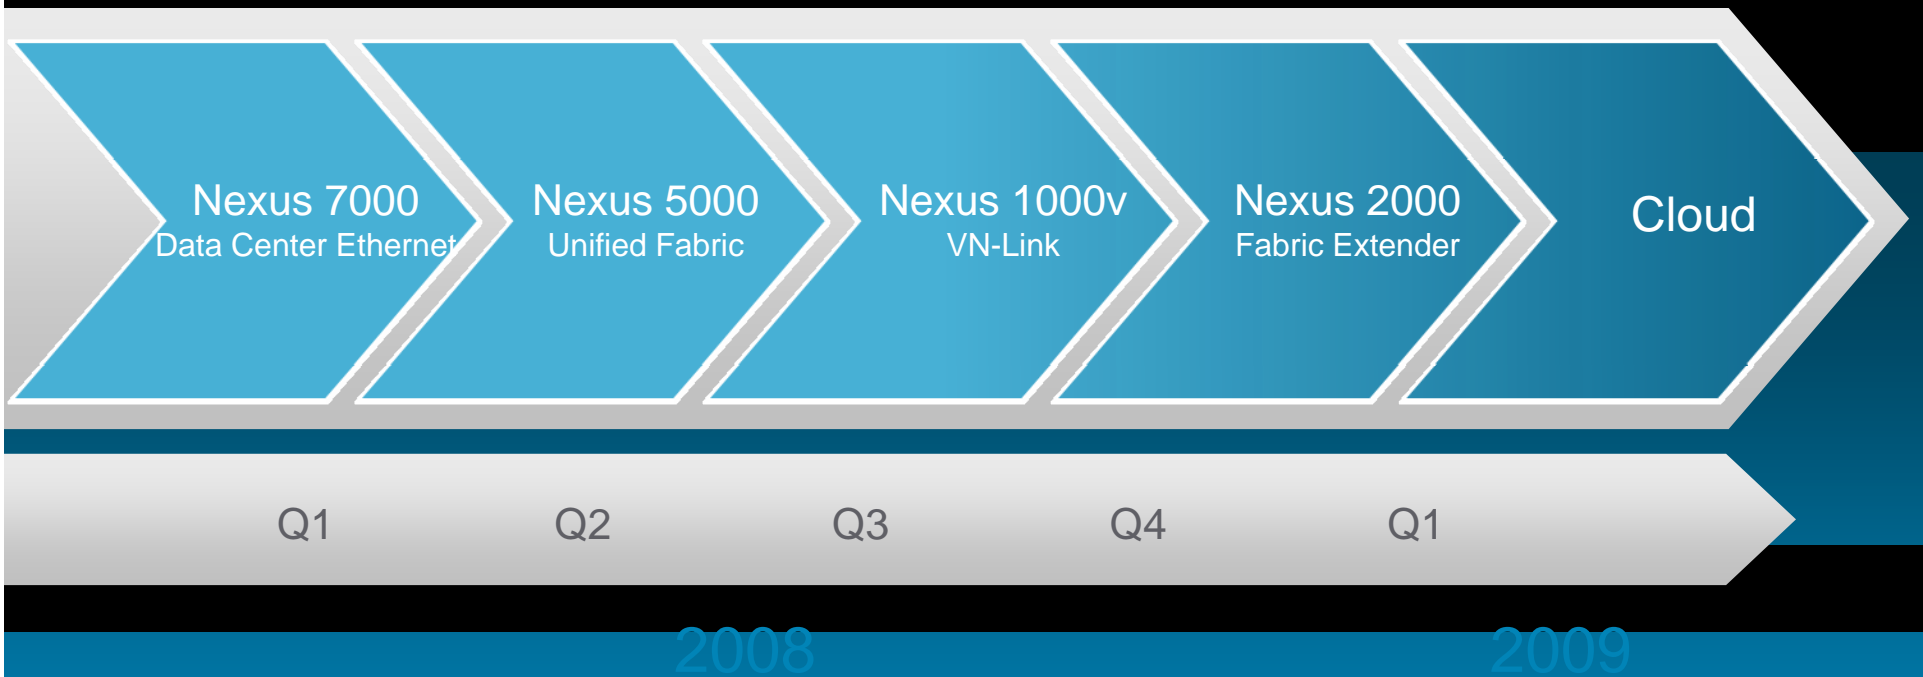 Nexus 7000
Data Center Ethernet
Nexus 5000
Unified Fabric
Nexus 1000v
VN-Link
Nexus 2000
Fabric Extender
Cloud
Q1
Q2
Q3
Q4
Q1
2008
2009